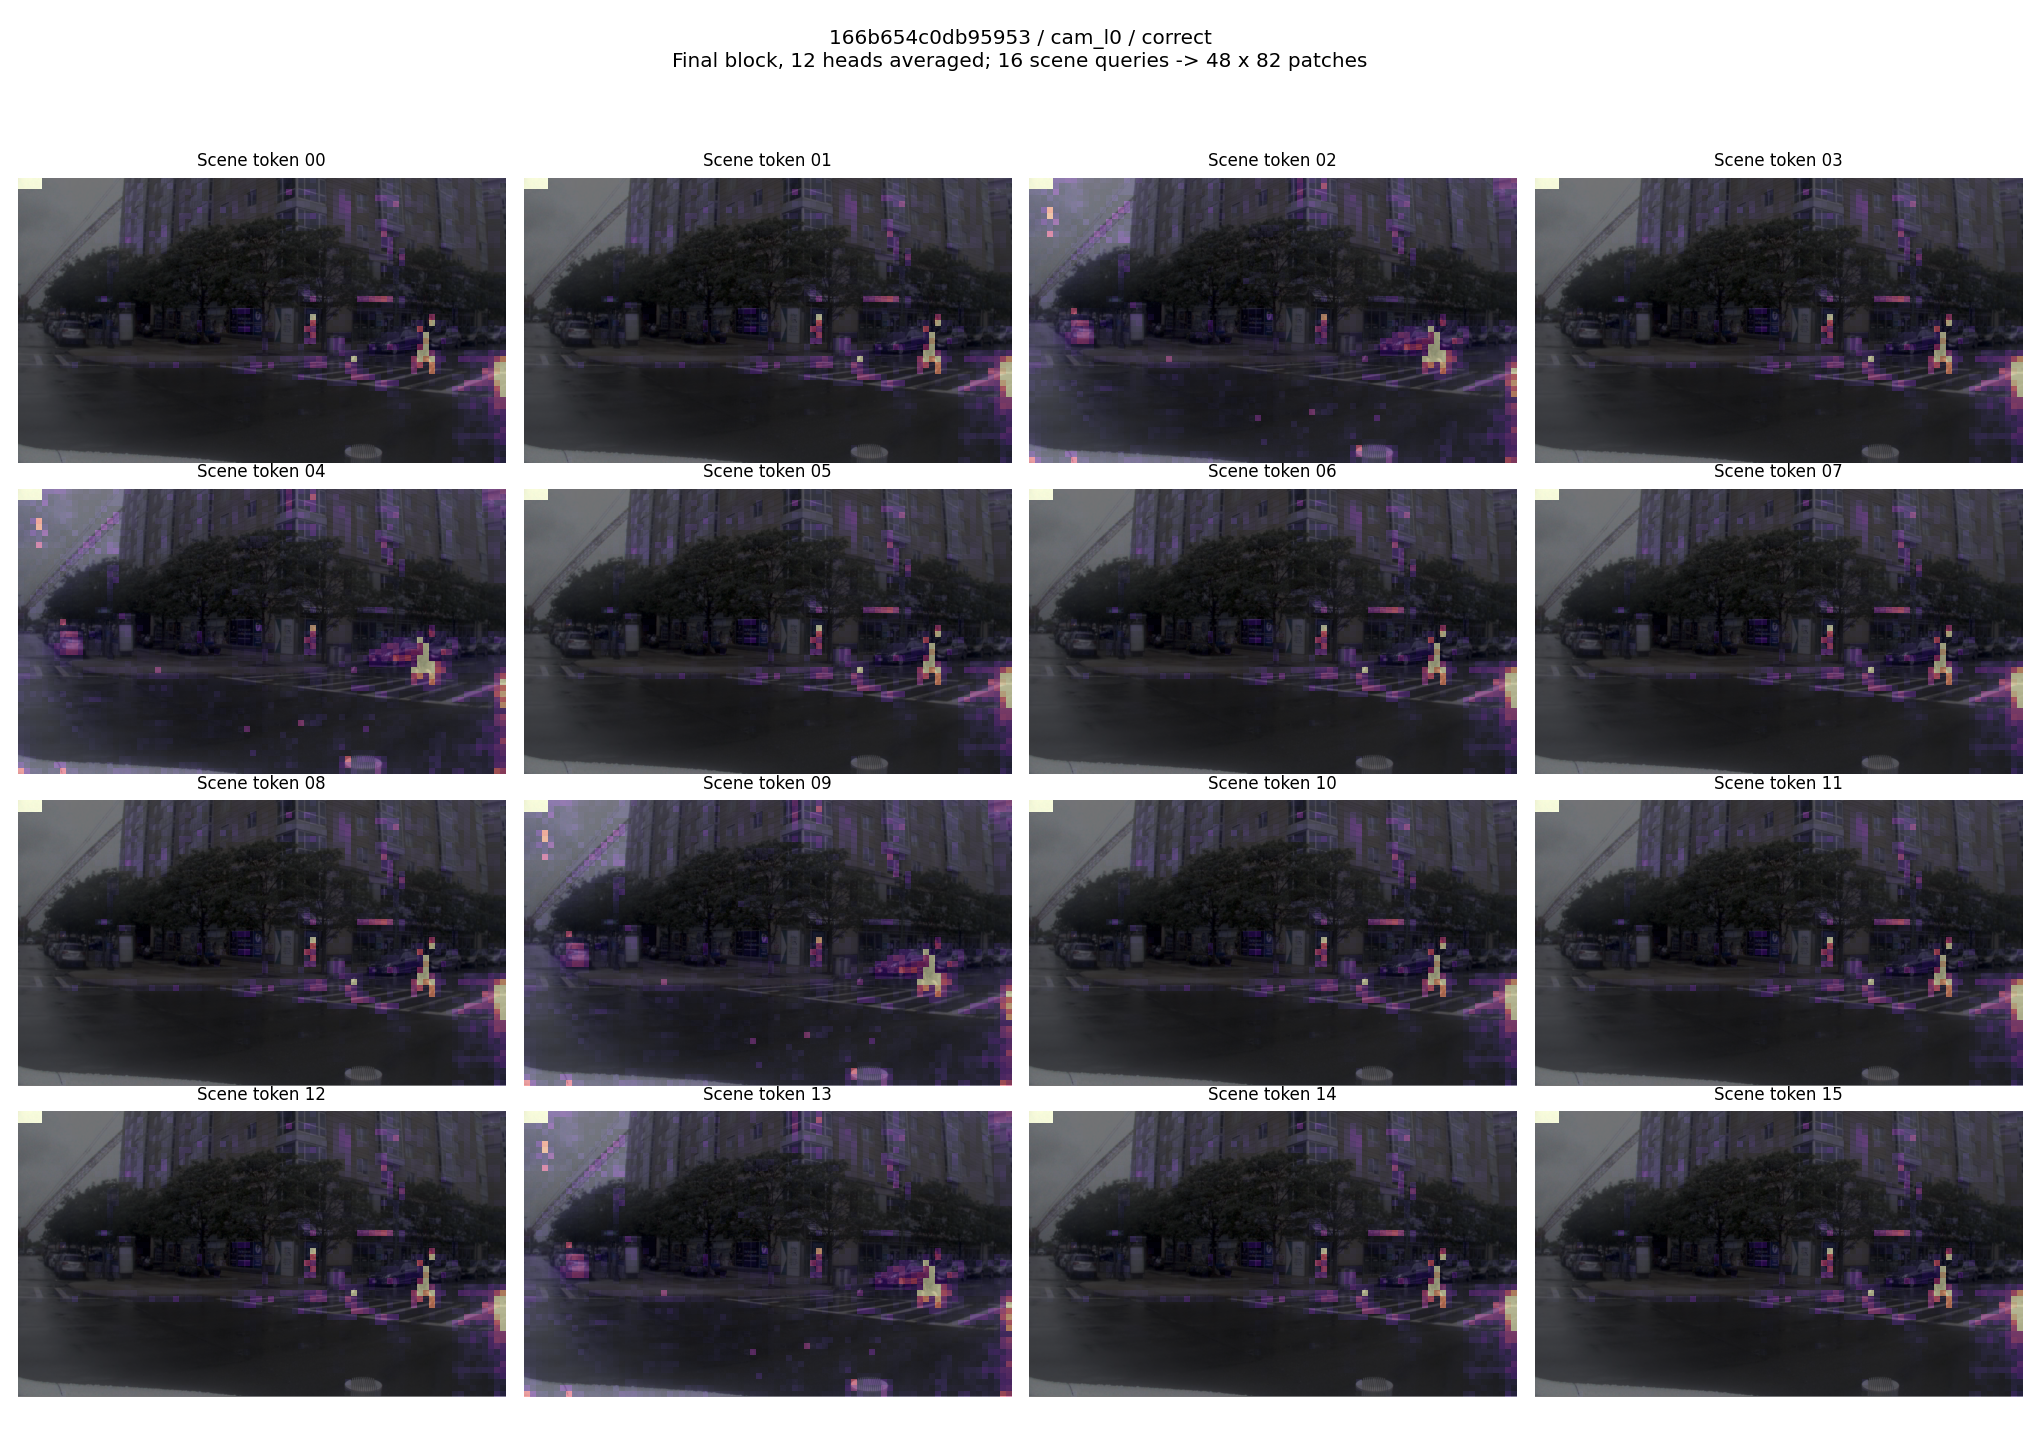 166b654c0db95953 / cam_l0 / correct
Final block, 12 heads averaged; 16 scene queries -> 48 x 82 patches
Scene token 00
Scene token 01
Scene token 02
Scene token 03
Scene token 04
Scene token 05
Scene token 06
Scene token 07
Scene token 08
Scene token 09
Scene token 10
Scene token 11
Scene token 12
Scene token 13
Scene token 14
Scene token 15